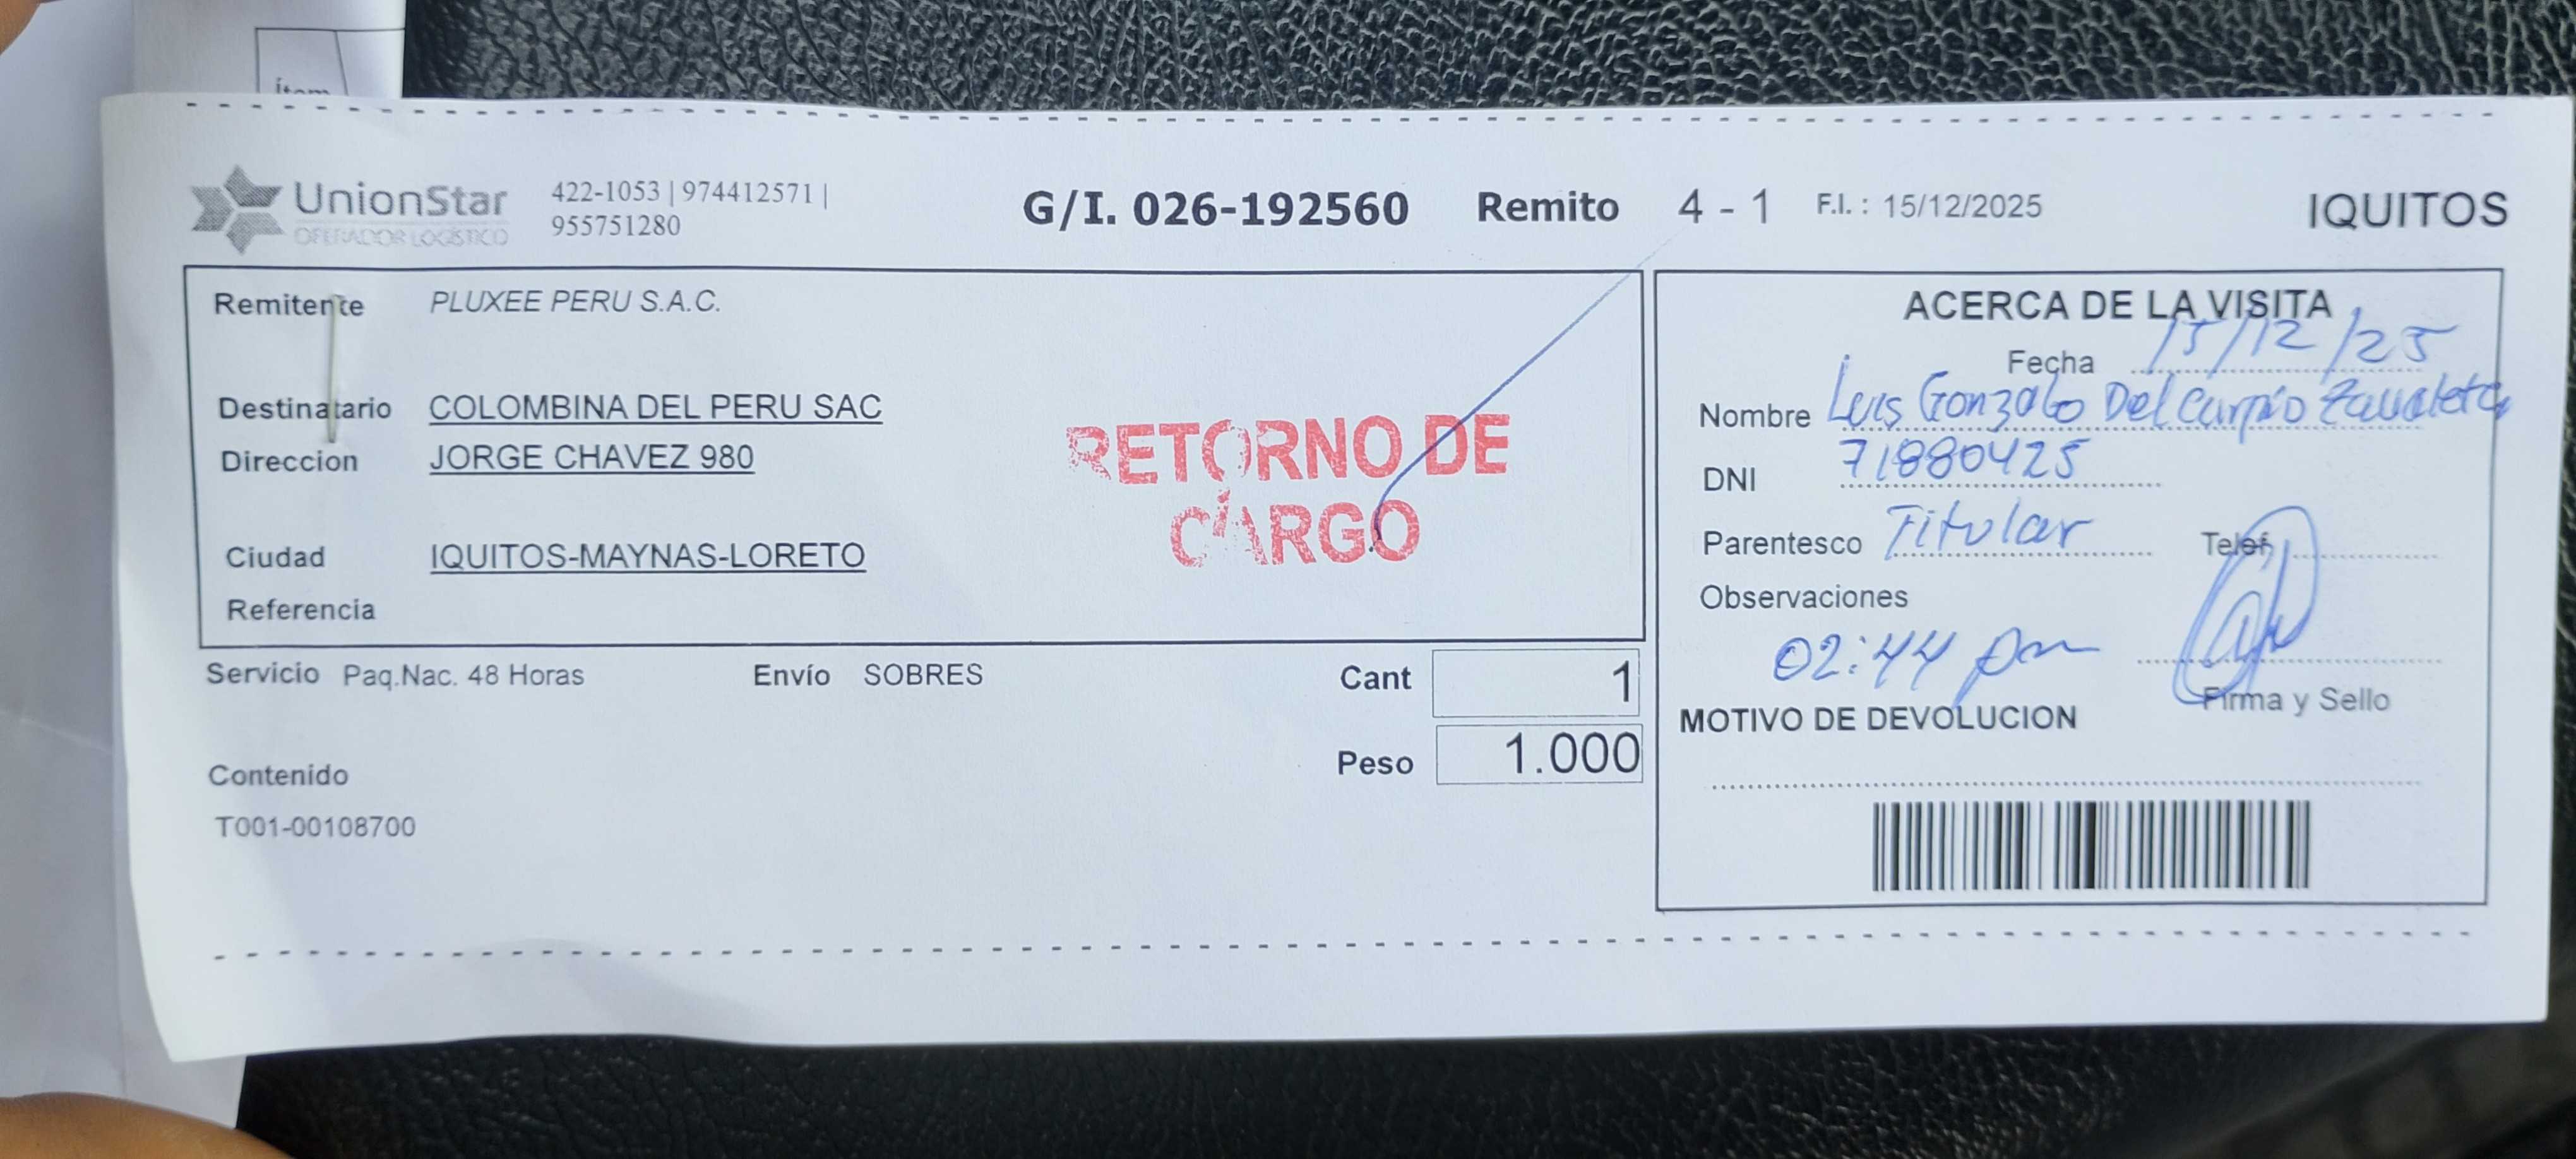 Ítem
UnionStar
OPERADOR LOGÍSTICO
422-1053 | 974412571 |
955751280
G/I. 026-192560 Remito 4 - 1 F.I. : 15/12/2025 IQUITOS
Remitente PLUXEE PERU S.A.C.
Destinatario COLOMBINA DEL PERU SAC
Direccion JORGE CHAVEZ 980
Ciudad IQUITOS-MAYNAS-LORETO
Referencia
RETORNO DE
CARGO
Servicio Paq.Nac. 48 Horas Envío SOBRES
Cant 1
Peso 1.000
Contenido
T001-00108700
ACERCA DE LA VISITA
Fecha 15/12/25
Nombre Luis Gonzalo Del Carpio Zavaleta
DNI 71880425
Parentesco Titular Telef.
Observaciones
02:44 pm
Firma y Sello
MOTIVO DE DEVOLUCION